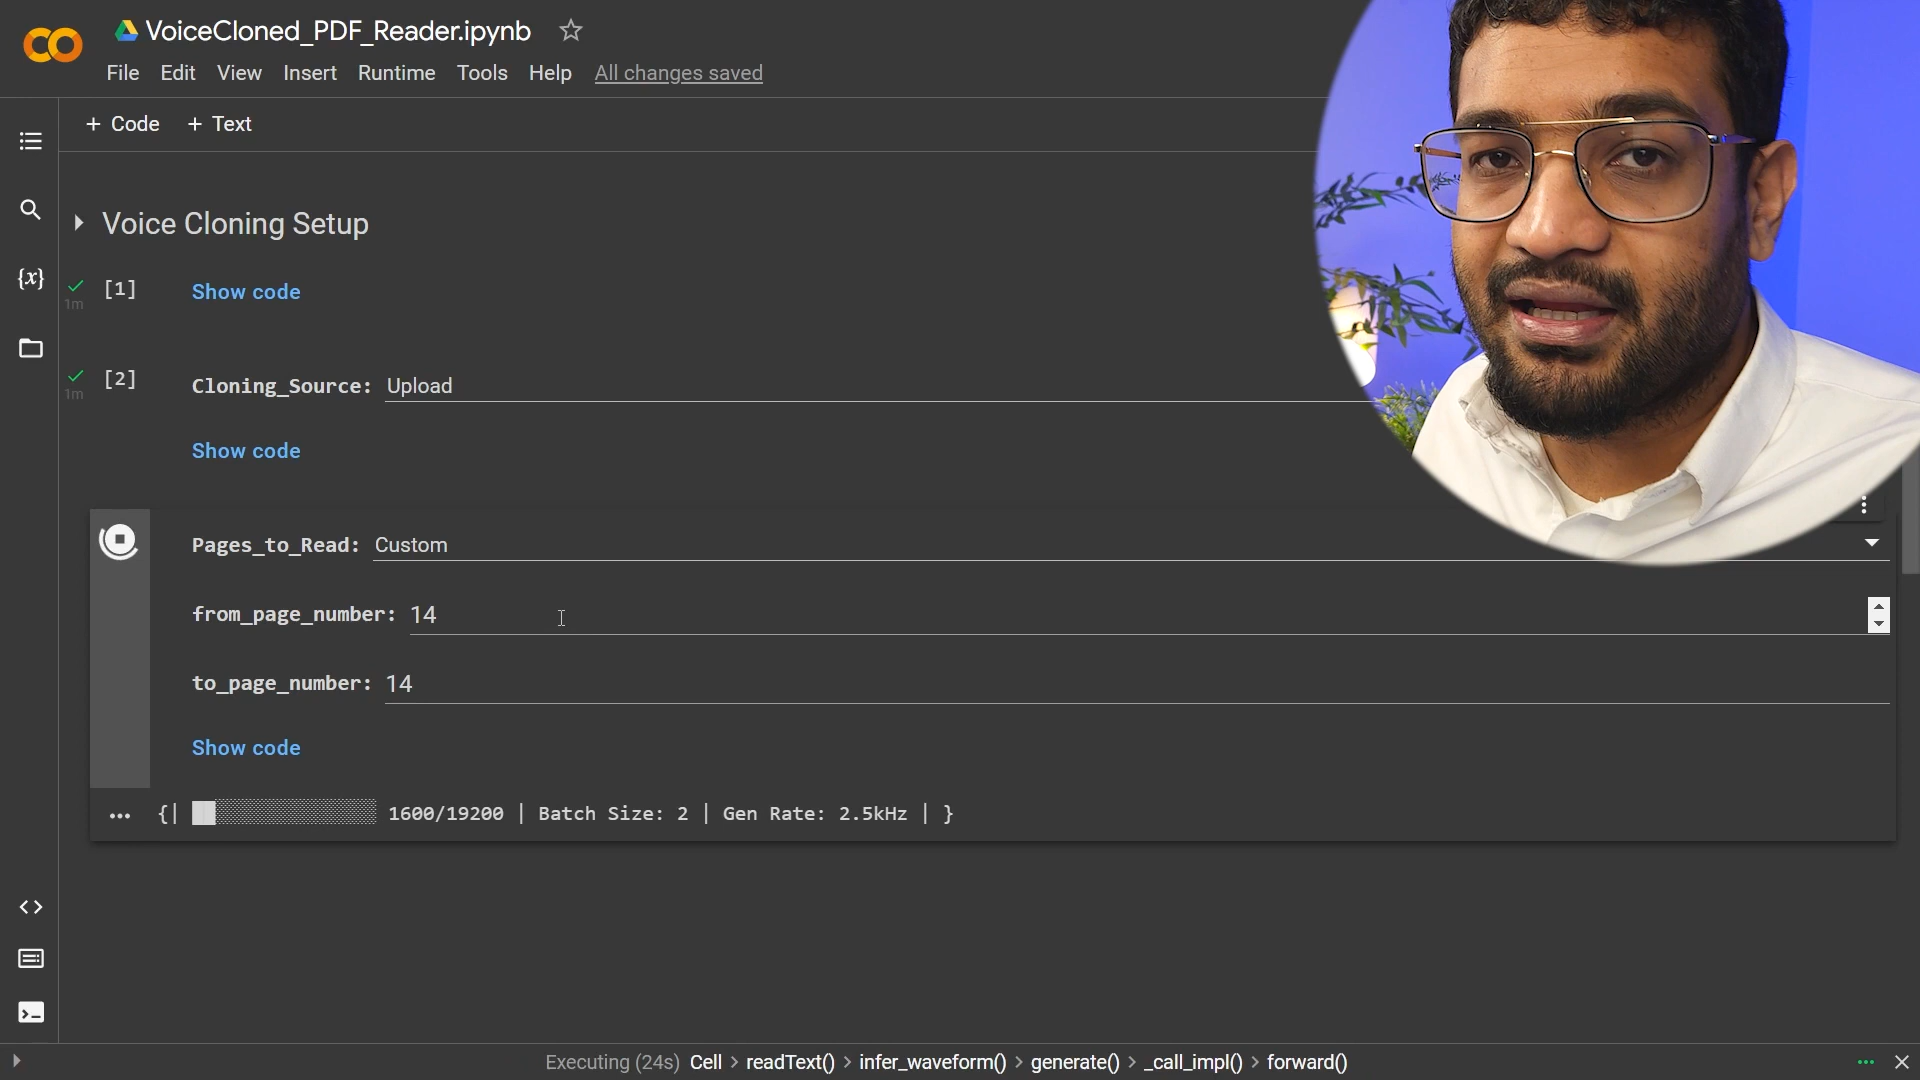 VoiceCloned_PDF_Reader.ipynb
File Edit View Insert Runtime Tools Help All changes saved
+ Code + Text
Voice Cloning Setup
[1] Show code
1m
[2] Cloning_Source: Upload
1m
Show code
Pages_to_Read: Custom
from_page_number: 14
to_page_number: 14
Show code
{| 1600/19200 | Batch Size: 2 | Gen Rate: 2.5kHz | }
Executing (24s) Cell > readText() > infer_waveform() > generate() > _call_impl() > forward()